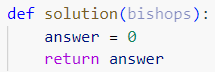 def solution(bishops):
    answer = 0
    return answer